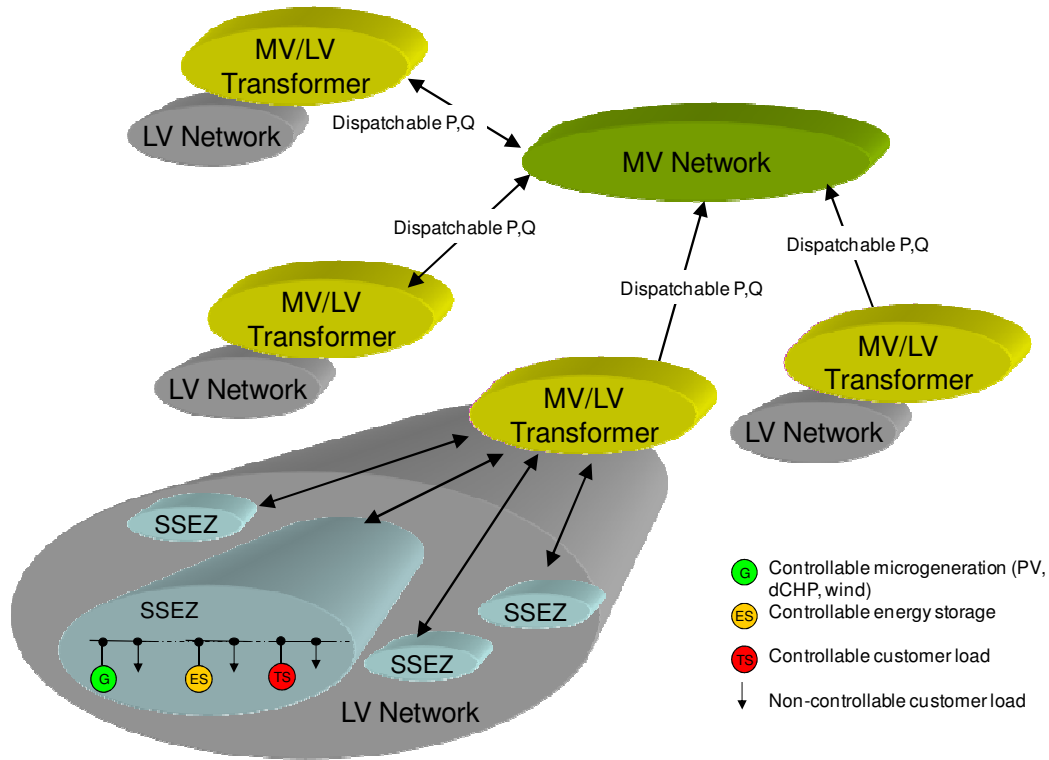 MV/LV
Transformer
LV Network
Dispatchable P,Q
MV Network
Dispatchable P,Q
Dispatchable P,Q
Dispatchable P,Q
MV/LV
Transformer
LV Network
MV/LV
Transformer
LV Network
MV/LV
Transformer
SSEZ
SSEZ
SSEZ
SSEZ
G
ES
TS
LV Network
G
Controllable microgeneration (PV,
dCHP, wind)
ES
Controllable energy storage
TS
Controllable customer load
Non-controllable customer load